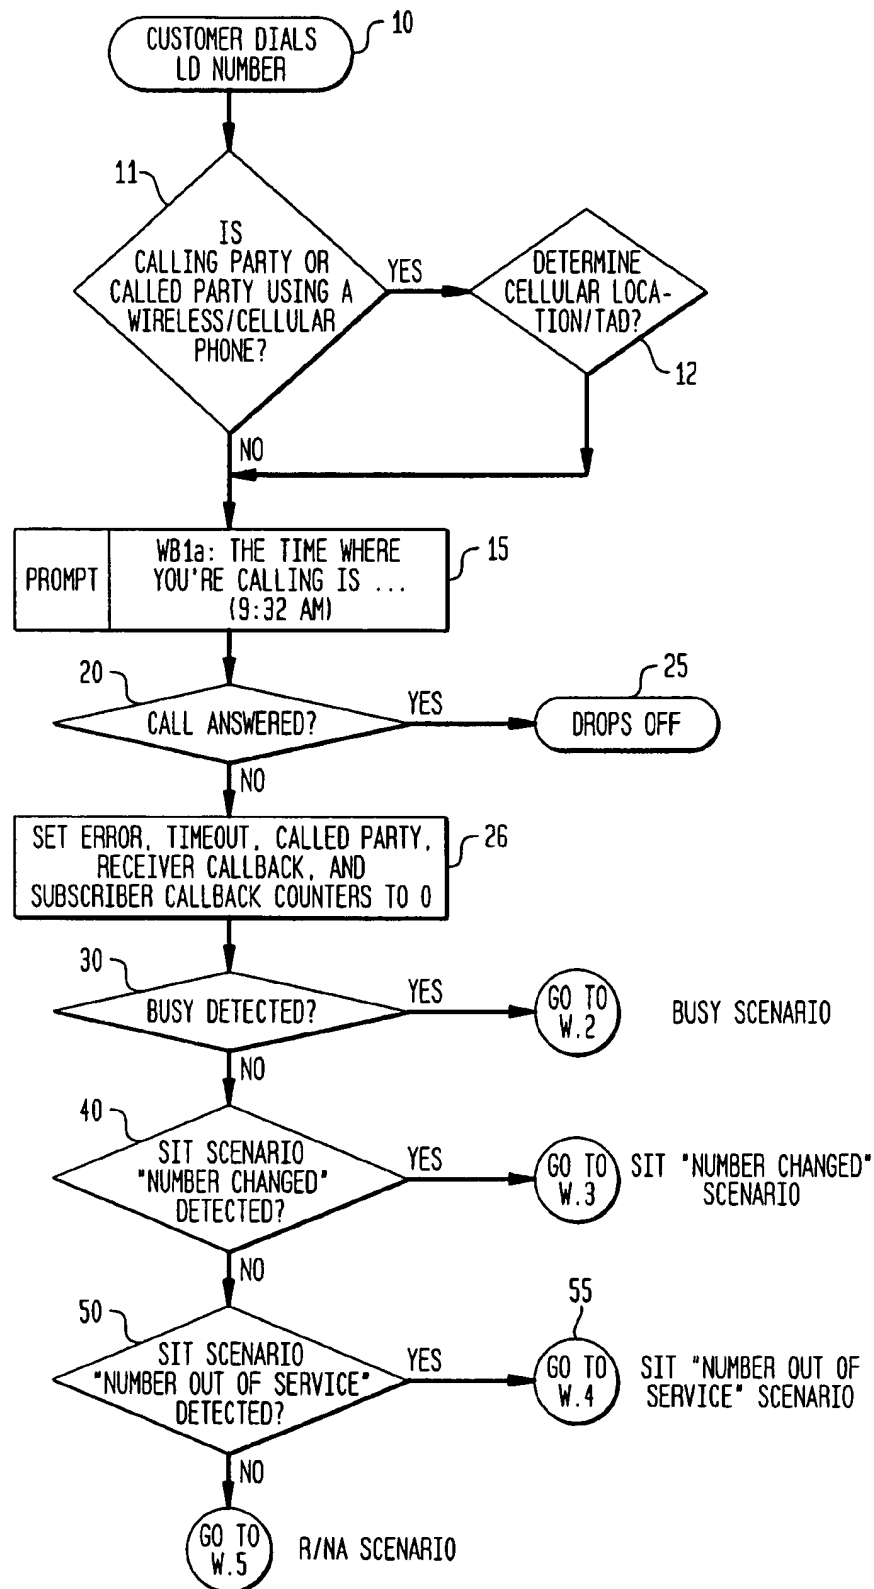 CUSTOMER DIALS
LD NUMBER
10
11
IS
CALLING PARTY OR
CALLED PARTY USING A
WIRELESS/CELLULAR
PHONE?
YES
DETERMINE
CELLULAR LOCA-
TION/TAD?
12
NO
PROMPT
WB1a: THE TIME WHERE
YOU'RE CALLING IS ...
(9:32 AM)
15
20
CALL ANSWERED?
YES
25
DROPS OFF
NO
SET ERROR, TIMEOUT, CALLED PARTY,
RECEIVER CALLBACK, AND
SUBSCRIBER CALLBACK COUNTERS TO 0
26
30
BUSY DETECTED?
YES
GO TO
W.2
BUSY SCENARIO
NO
40
SIT SCENARIO
"NUMBER CHANGED"
DETECTED?
YES
GO TO
W.3
SIT "NUMBER CHANGED"
SCENARIO
NO
50
SIT SCENARIO
"NUMBER OUT OF SERVICE"
DETECTED?
YES
55
GO TO
W.4
SIT "NUMBER OUT OF
SERVICE" SCENARIO
NO
GO TO
W.5
R/NA SCENARIO